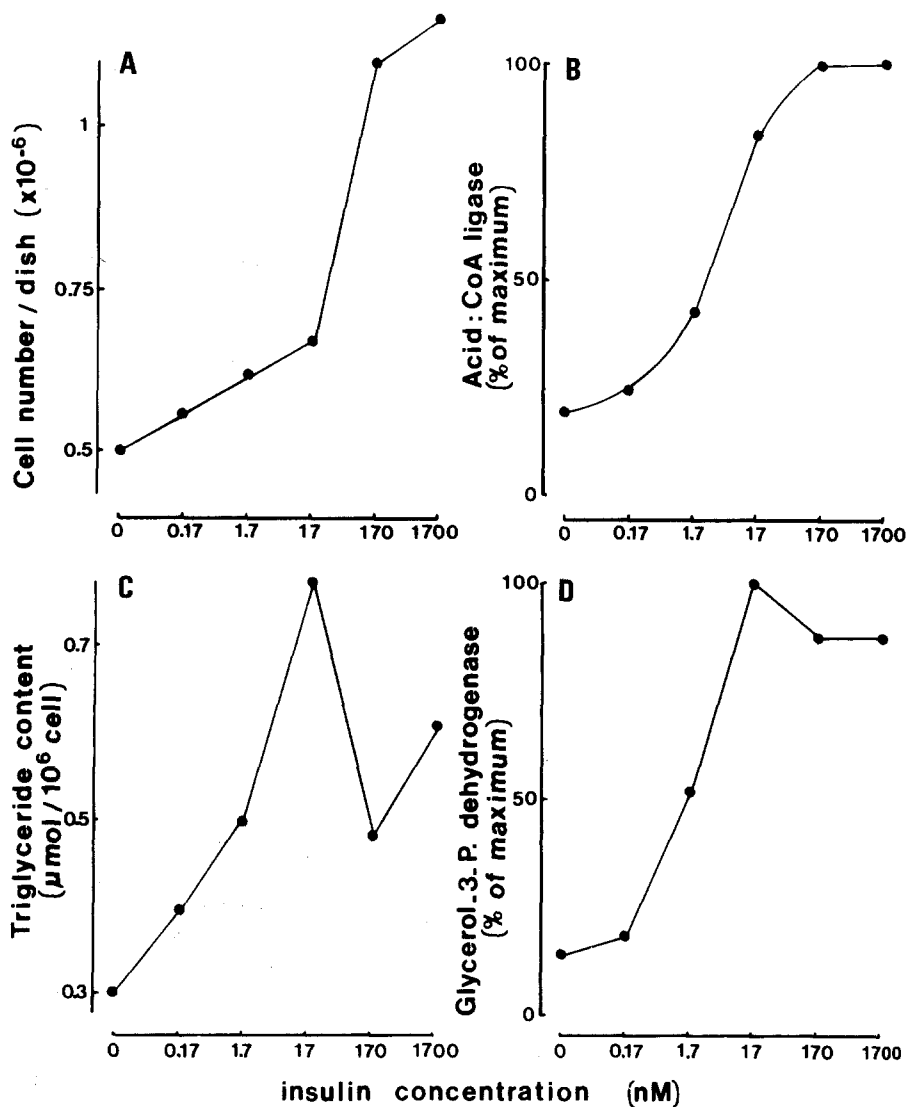 A
Cell number / dish (x10-6)
1
0.75
0.5
0 0.17 1.7 17 170 1700
B
Acid : CoA ligase
(% of maximum)
100
50
0
0 0.17 1.7 17 170 1700
C
Triglyceride content
(µmol / 10⁶ cell)
0.7
0.5
0.3
0 0.17 1.7 17 170 1700
D
Glycerol_3_P. dehydrogenase
(% of maximum)
100
50
0
0 0.17 1.7 17 170 1700
insulin concentration (nM)